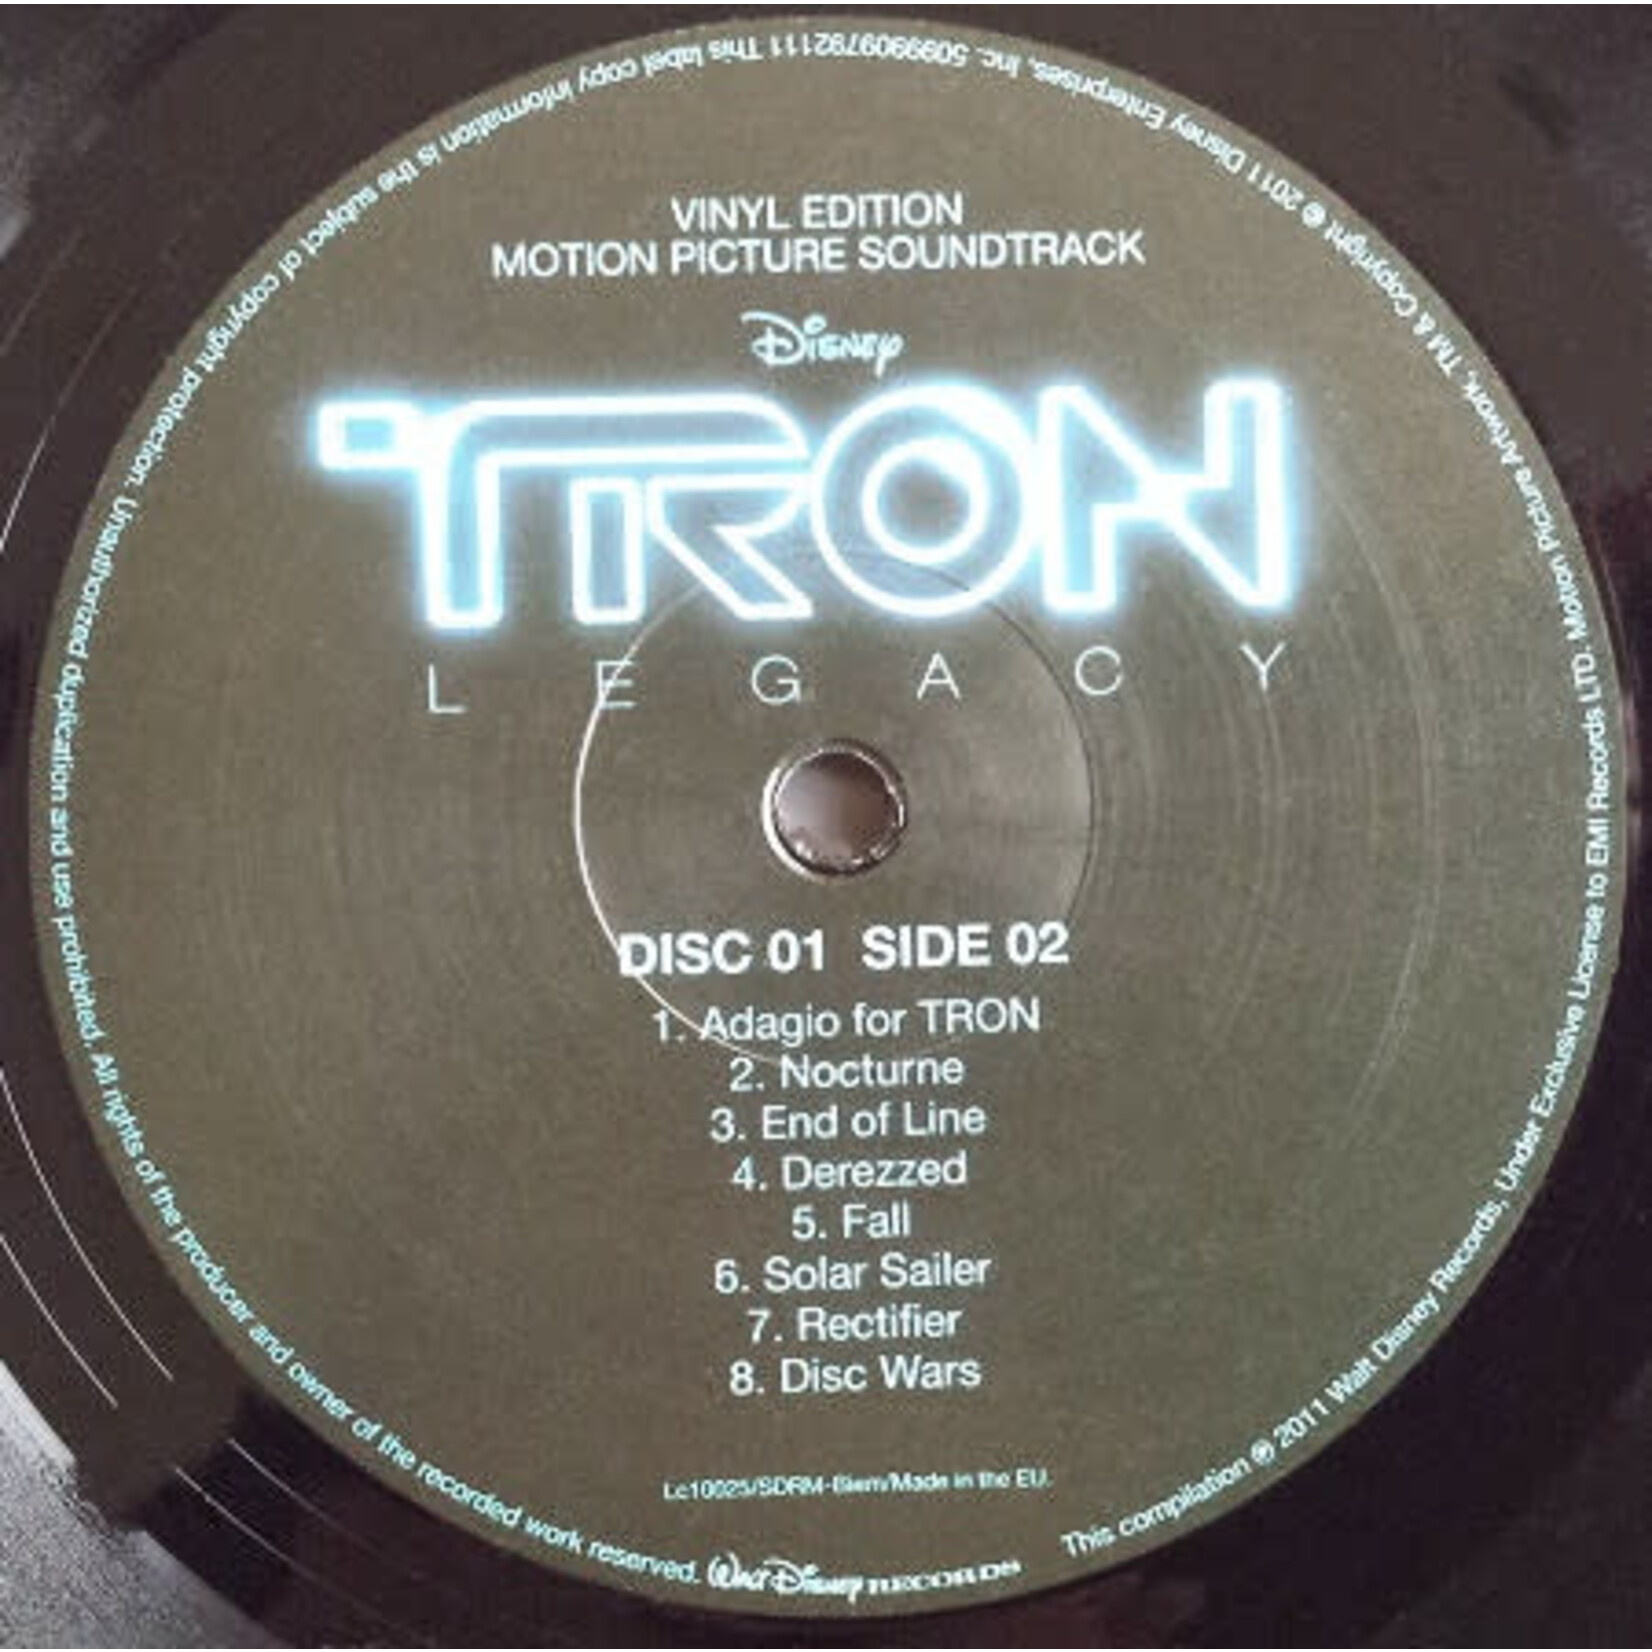 VINYL EDITION
MOTION PICTURE SOUNDTRACK
Disney
TRON
LEGACY
DISC 01 SIDE 02
1. Adagio for TRON
2. Nocturne
3. End of Line
4. Derezzed
5. Fall
6. Solar Sailer
7. Rectifier
8. Disc Wars
Lc10025/SDRM-Biem/Made in the EU.
This compilation ℗ 2011 Walt Disney Records, Under Exclusive License to EMI Records LTD. Motion Picture Artwork, TM & Copyright © 2011 Disney Enterprises, Inc. 5099909792111 This label copy information is the subject of copyright protection. Unauthorized duplication and use prohibited. All rights of the producer and owner of the recorded work reserved.
Walt Disney RECORDS